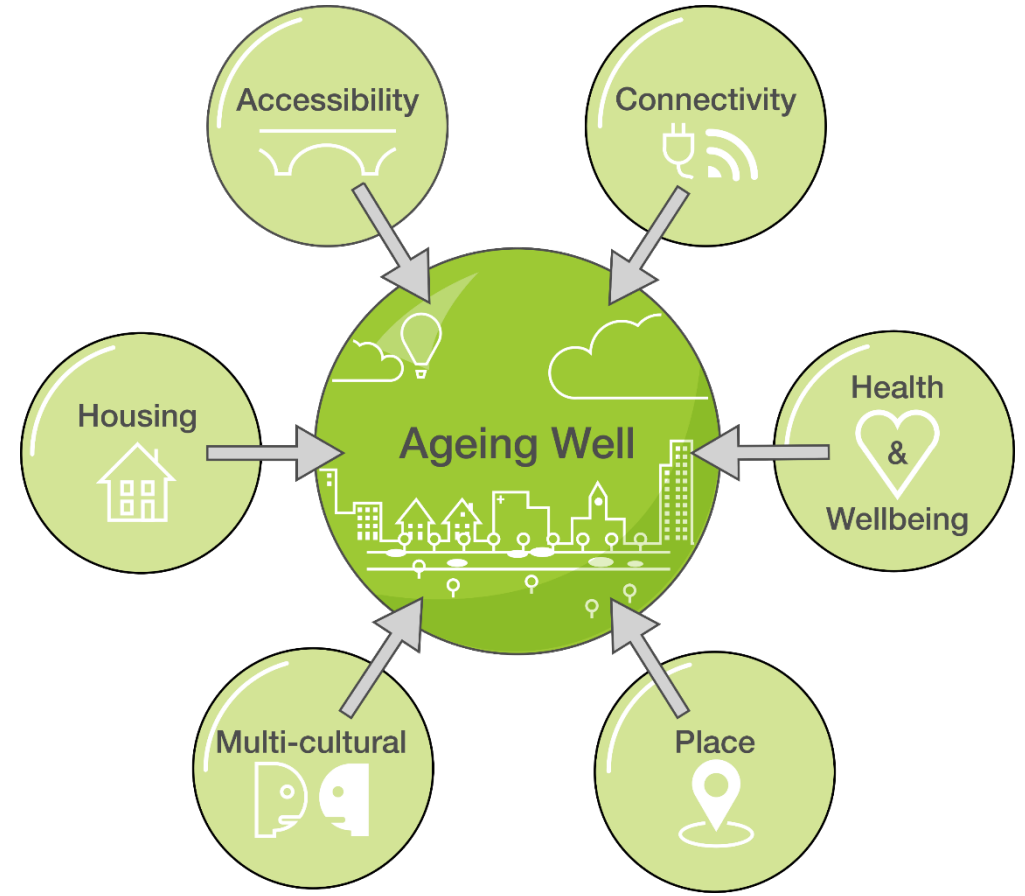 Accessibility
Connectivity
Housing
Ageing Well
Health
&
Wellbeing
Multi-cultural
Place